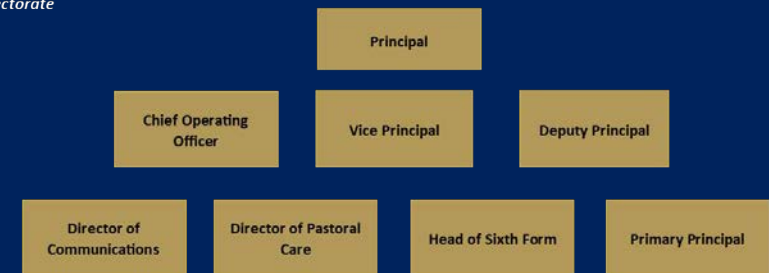 Principal
Chief Operating
Officer
Vice Principal
Deputy Principal
Director of
Communications
Director of Pastoral
Care
Head of Sixth Form
Primary Principal